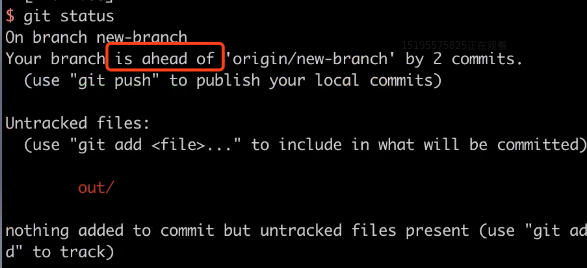 $ git status
On branch new-branch
Your branch is ahead of 'origin/new-branch' by 2 commits.
(use "git push" to publish your local commits)
Untracked files:
(use "git add <file>..." to include in what will be committed)
out/
nothing added to commit but untracked files present (use "git ad
d" to track)